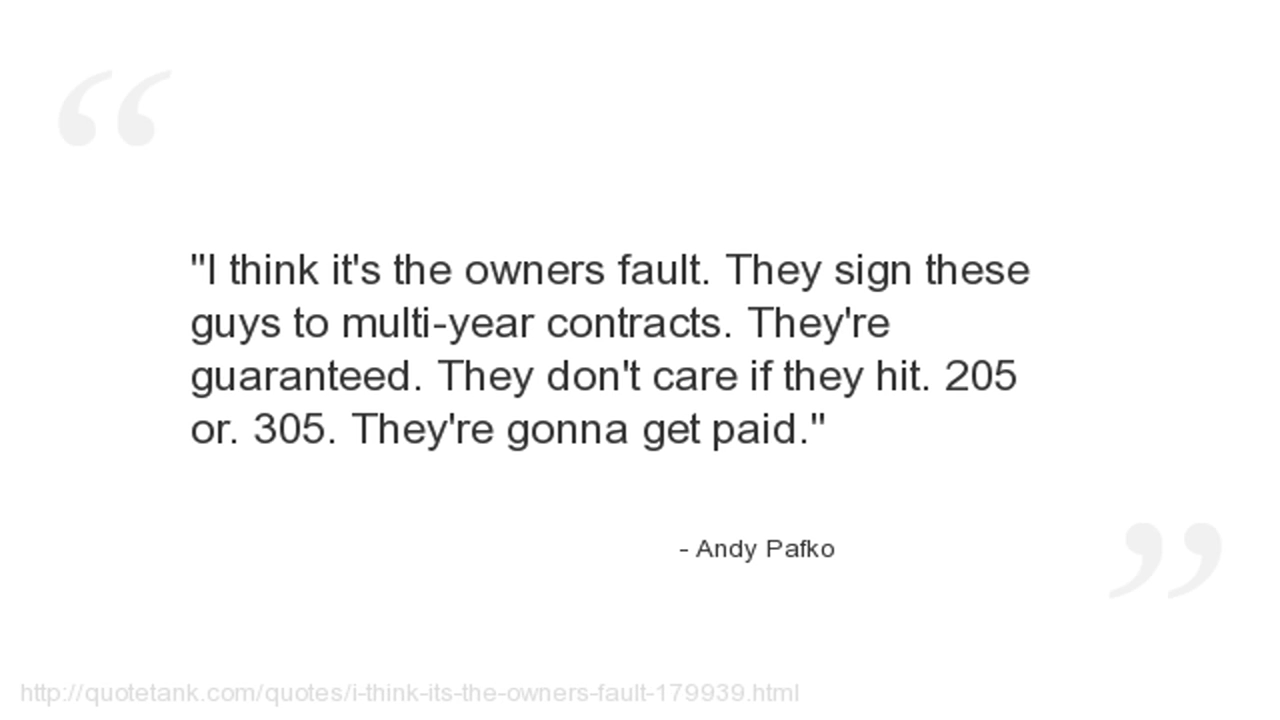 "I think it's the owners fault. They sign these
guys to multi-year contracts. They're
guaranteed. They don't care if they hit. 205
or. 305. They're gonna get paid."
- Andy Pafko
http://quotetank.com/quotes/i-think-its-the-owners-fault-179939.html